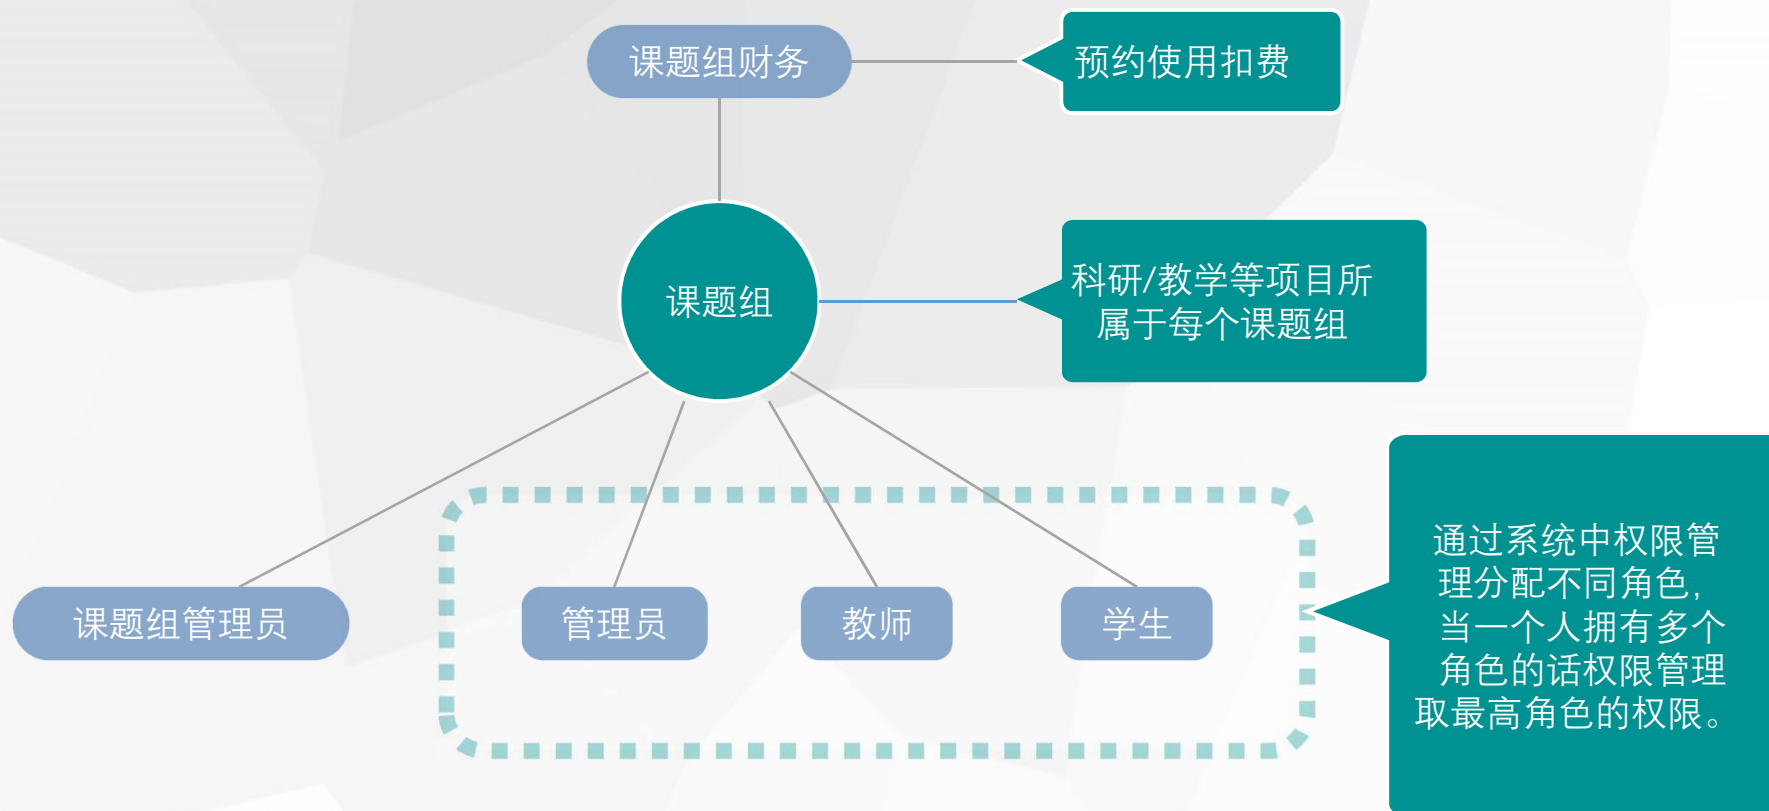 课题组财务
预约使用扣费
课题组
科研/教学等项目所
属于每个课题组
课题组管理员
管理员
教师
学生
通过系统中权限管
理分配不同角色，
当一个人拥有多个
角色的话权限管理
取最高角色的权限。